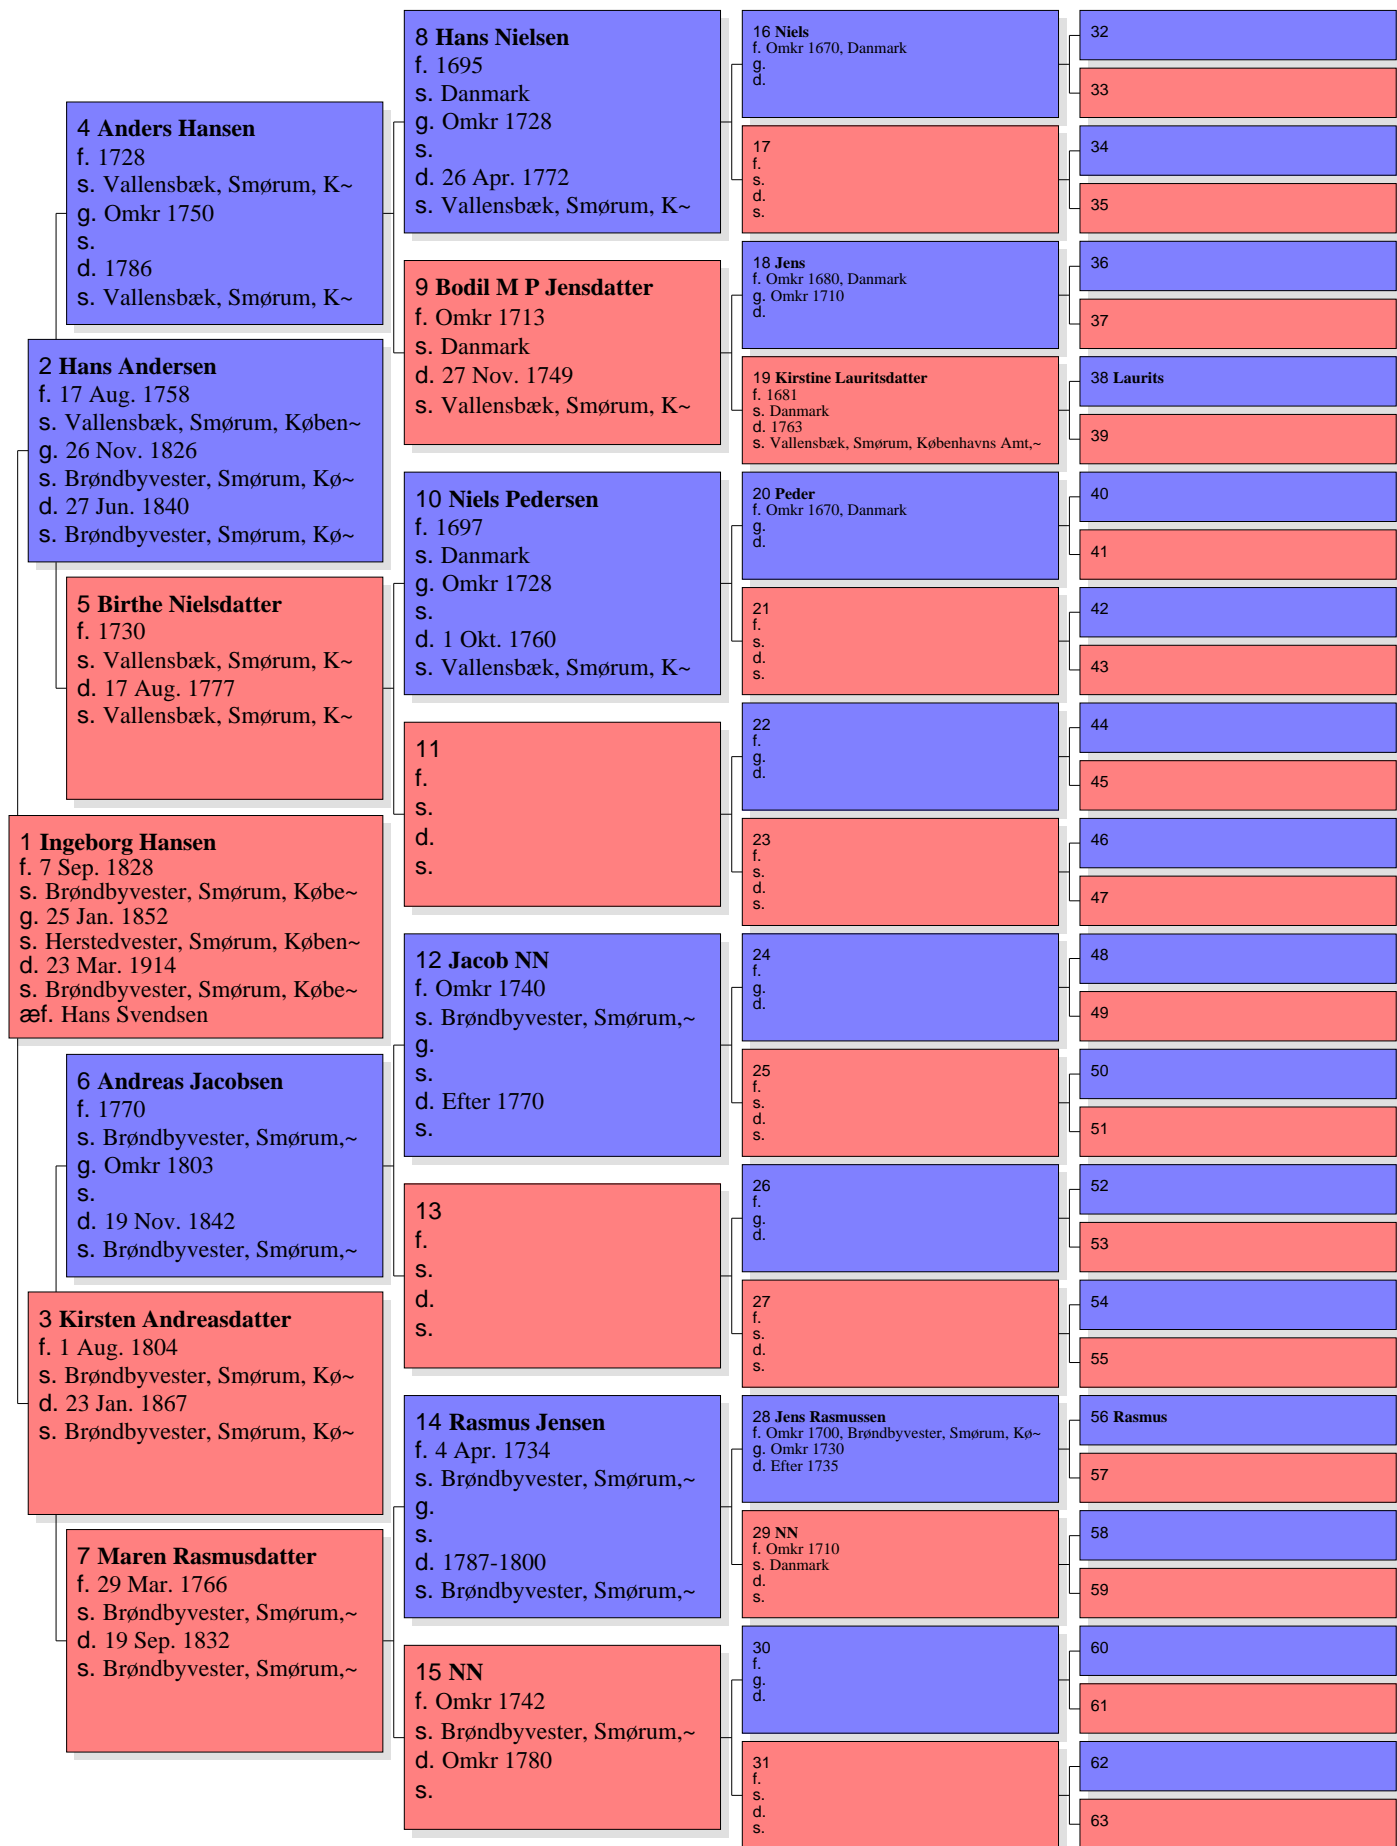 1 Ingeborg Hansen
f. 7 Sep. 1828
s. Brøndbyvester, Smørum, Købe~
g. 25 Jan. 1852
s. Herstedvester, Smørum, Køben~
d. 23 Mar. 1914
s. Brøndbyvester, Smørum, Købe~
æf. Hans Svendsen
2 Hans Andersen
f. 17 Aug. 1758
s. Vallensbæk, Smørum, Køben~
g. 26 Nov. 1826
s. Brøndbyvester, Smørum, Kø~
d. 27 Jun. 1840
s. Brøndbyvester, Smørum, Kø~
3 Kirsten Andreasdatter
f. 1 Aug. 1804
s. Brøndbyvester, Smørum, Kø~
d. 23 Jan. 1867
s. Brøndbyvester, Smørum, Kø~
4 Anders Hansen
f. 1728
s. Vallensbæk, Smørum, K~
g. Omkr 1750
s.
d. 1786
s. Vallensbæk, Smørum, K~
5 Birthe Nielsdatter
f. 1730
s. Vallensbæk, Smørum, K~
d. 17 Aug. 1777
s. Vallensbæk, Smørum, K~
6 Andreas Jacobsen
f. 1770
s. Brøndbyvester, Smørum,~
g. Omkr 1803
s.
d. 19 Nov. 1842
s. Brøndbyvester, Smørum,~
7 Maren Rasmusdatter
f. 29 Mar. 1766
s. Brøndbyvester, Smørum,~
d. 19 Sep. 1832
s. Brøndbyvester, Smørum,~
8 Hans Nielsen
f. 1695
s. Danmark
g. Omkr 1728
s.
d. 26 Apr. 1772
s. Vallensbæk, Smørum, K~
9 Bodil M P Jensdatter
f. Omkr 1713
s. Danmark
d. 27 Nov. 1749
s. Vallensbæk, Smørum, K~
10 Niels Pedersen
f. 1697
s. Danmark
g. Omkr 1728
s.
d. 1 Okt. 1760
s. Vallensbæk, Smørum, K~
11
f.
s.
d.
s.
12 Jacob NN
f. Omkr 1740
s. Brøndbyvester, Smørum,~
g.
s.
d. Efter 1770
s.
13
f.
s.
d.
s.
14 Rasmus Jensen
f. 4 Apr. 1734
s. Brøndbyvester, Smørum,~
g.
s.
d. 1787-1800
s. Brøndbyvester, Smørum,~
15 NN
f. Omkr 1742
s. Brøndbyvester, Smørum,~
d. Omkr 1780
s.
16 Niels
f. Omkr 1670, Danmark
g.
d.
17
f.
s.
d.
s.
18 Jens
f. Omkr 1680, Danmark
g. Omkr 1710
d.
19 Kirstine Lauritsdatter
f. 1681
s. Danmark
d. 1763
s. Vallensbæk, Smørum, Københavns Amt,~
20 Peder
f. Omkr 1670, Danmark
g.
d.
21
f.
s.
d.
s.
22
f.
g.
d.
23
f.
s.
d.
s.
24
f.
g.
d.
25
f.
s.
d.
s.
26
f.
g.
d.
27
f.
s.
d.
s.
28 Jens Rasmussen
f. Omkr 1700, Brøndbyvester, Smørum, Kø~
g. Omkr 1730
d. Efter 1735
29 NN
f. Omkr 1710
s. Danmark
d.
s.
30
f.
g.
d.
31
f.
s.
d.
s.
32
33
34
35
36
37
38 Laurits
39
40
41
42
43
44
45
46
47
48
49
50
51
52
53
54
55
56 Rasmus
57
58
59
60
61
62
63